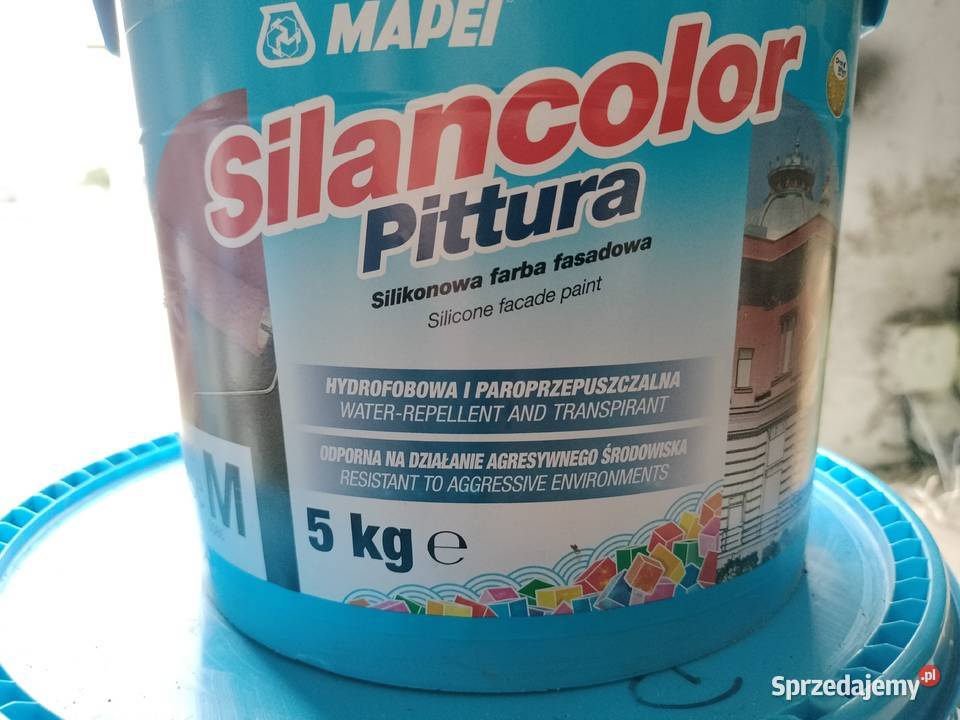 MAPEI
Silancolor
Pittura
Silikonowa farba fasadowa
Silicone facade paint
HYDROFOBOWA I PAROPRZEPUSZCZALNA
WATER-REPELLENT AND TRANSPIRANT
ODPORNA NA DZIAŁANIE AGRESYWNEGO ŚRODOWISKA
RESISTANT TO AGGRESSIVE ENVIRONMENTS
M
5 kg ℮
Sprzedajemy.pl